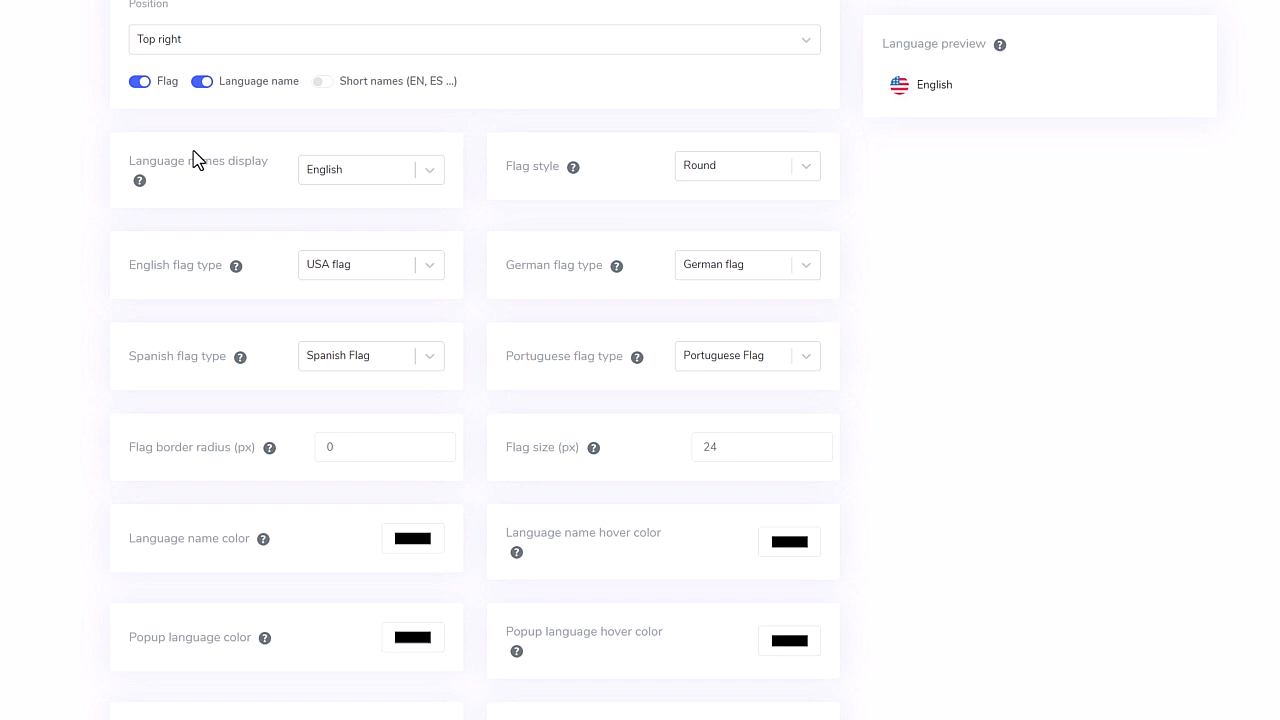 Position
Top right
Flag
Language name
Short names (EN, ES ...)
Language preview ?
English
Language names display
?
English
Flag style ?
Round
English flag type ?
USA flag
German flag type ?
German flag
Spanish flag type ?
Spanish Flag
Portuguese flag type ?
Portuguese Flag
Flag border radius (px) ?
0
Flag size (px) ?
24
Language name color ?
Language name hover color
?
Popup language color ?
Popup language hover color
?